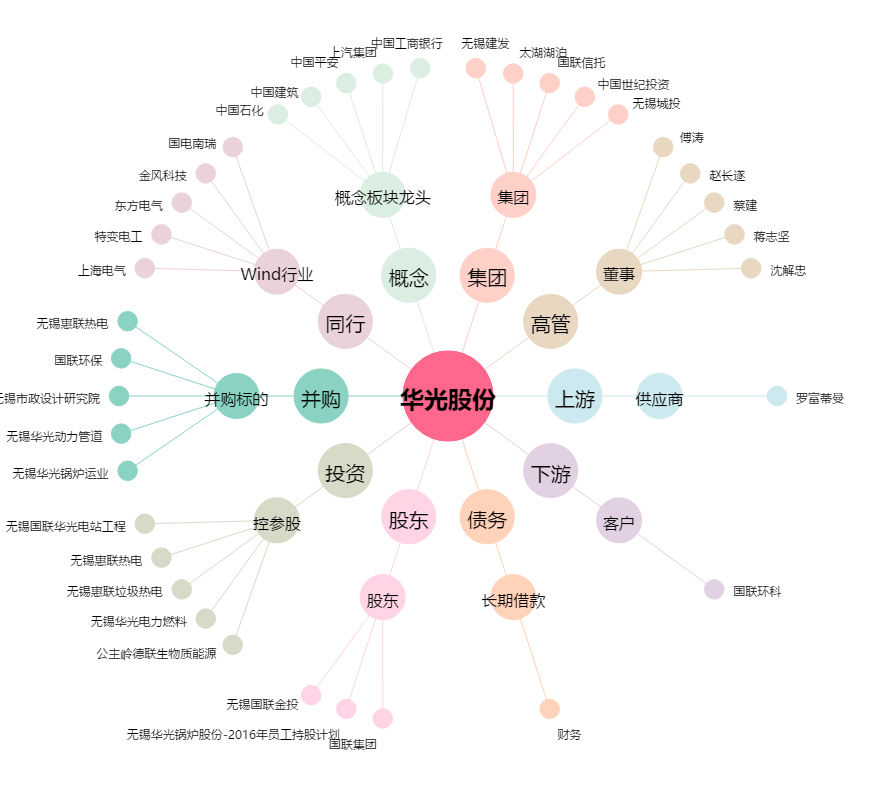 中国工商银行
无锡建发
上汽集团
太湖湖泊
中国平安
国联信托
中国建筑
中国世纪投资
中国石化
无锡城投
国电南瑞
傅涛
金风科技
赵长遂
概念板块龙头
集团
东方电气
蔡建
特变电工
蒋志坚
上海电气
Wind行业
董事
沈解忠
概念
集团
无锡惠联热电
同行
高管
国联环保
锡市政设计研究院
并购标的
并购
华光股份
上游
供应商
罗富蒂曼
无锡华光动力管道
无锡华光锅炉运业
投资
下游
无锡国联华光电站工程
控参股
股东
债务
客户
无锡惠联热电
无锡惠联垃圾热电
国联环科
股东
长期借款
无锡华光电力燃料
公主岭德联生物质能源
无锡国联金投
无锡华光锅炉股份-2016年员工持股计划
财务
国联集团